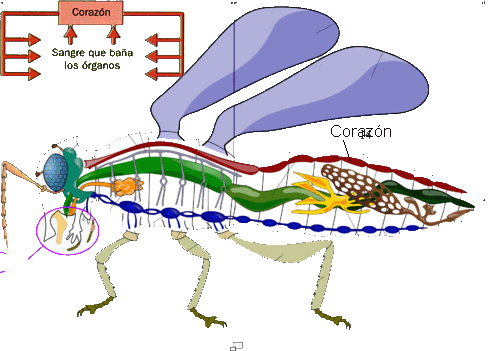 Corazón
Sangre que baña
los órganos
Corazón